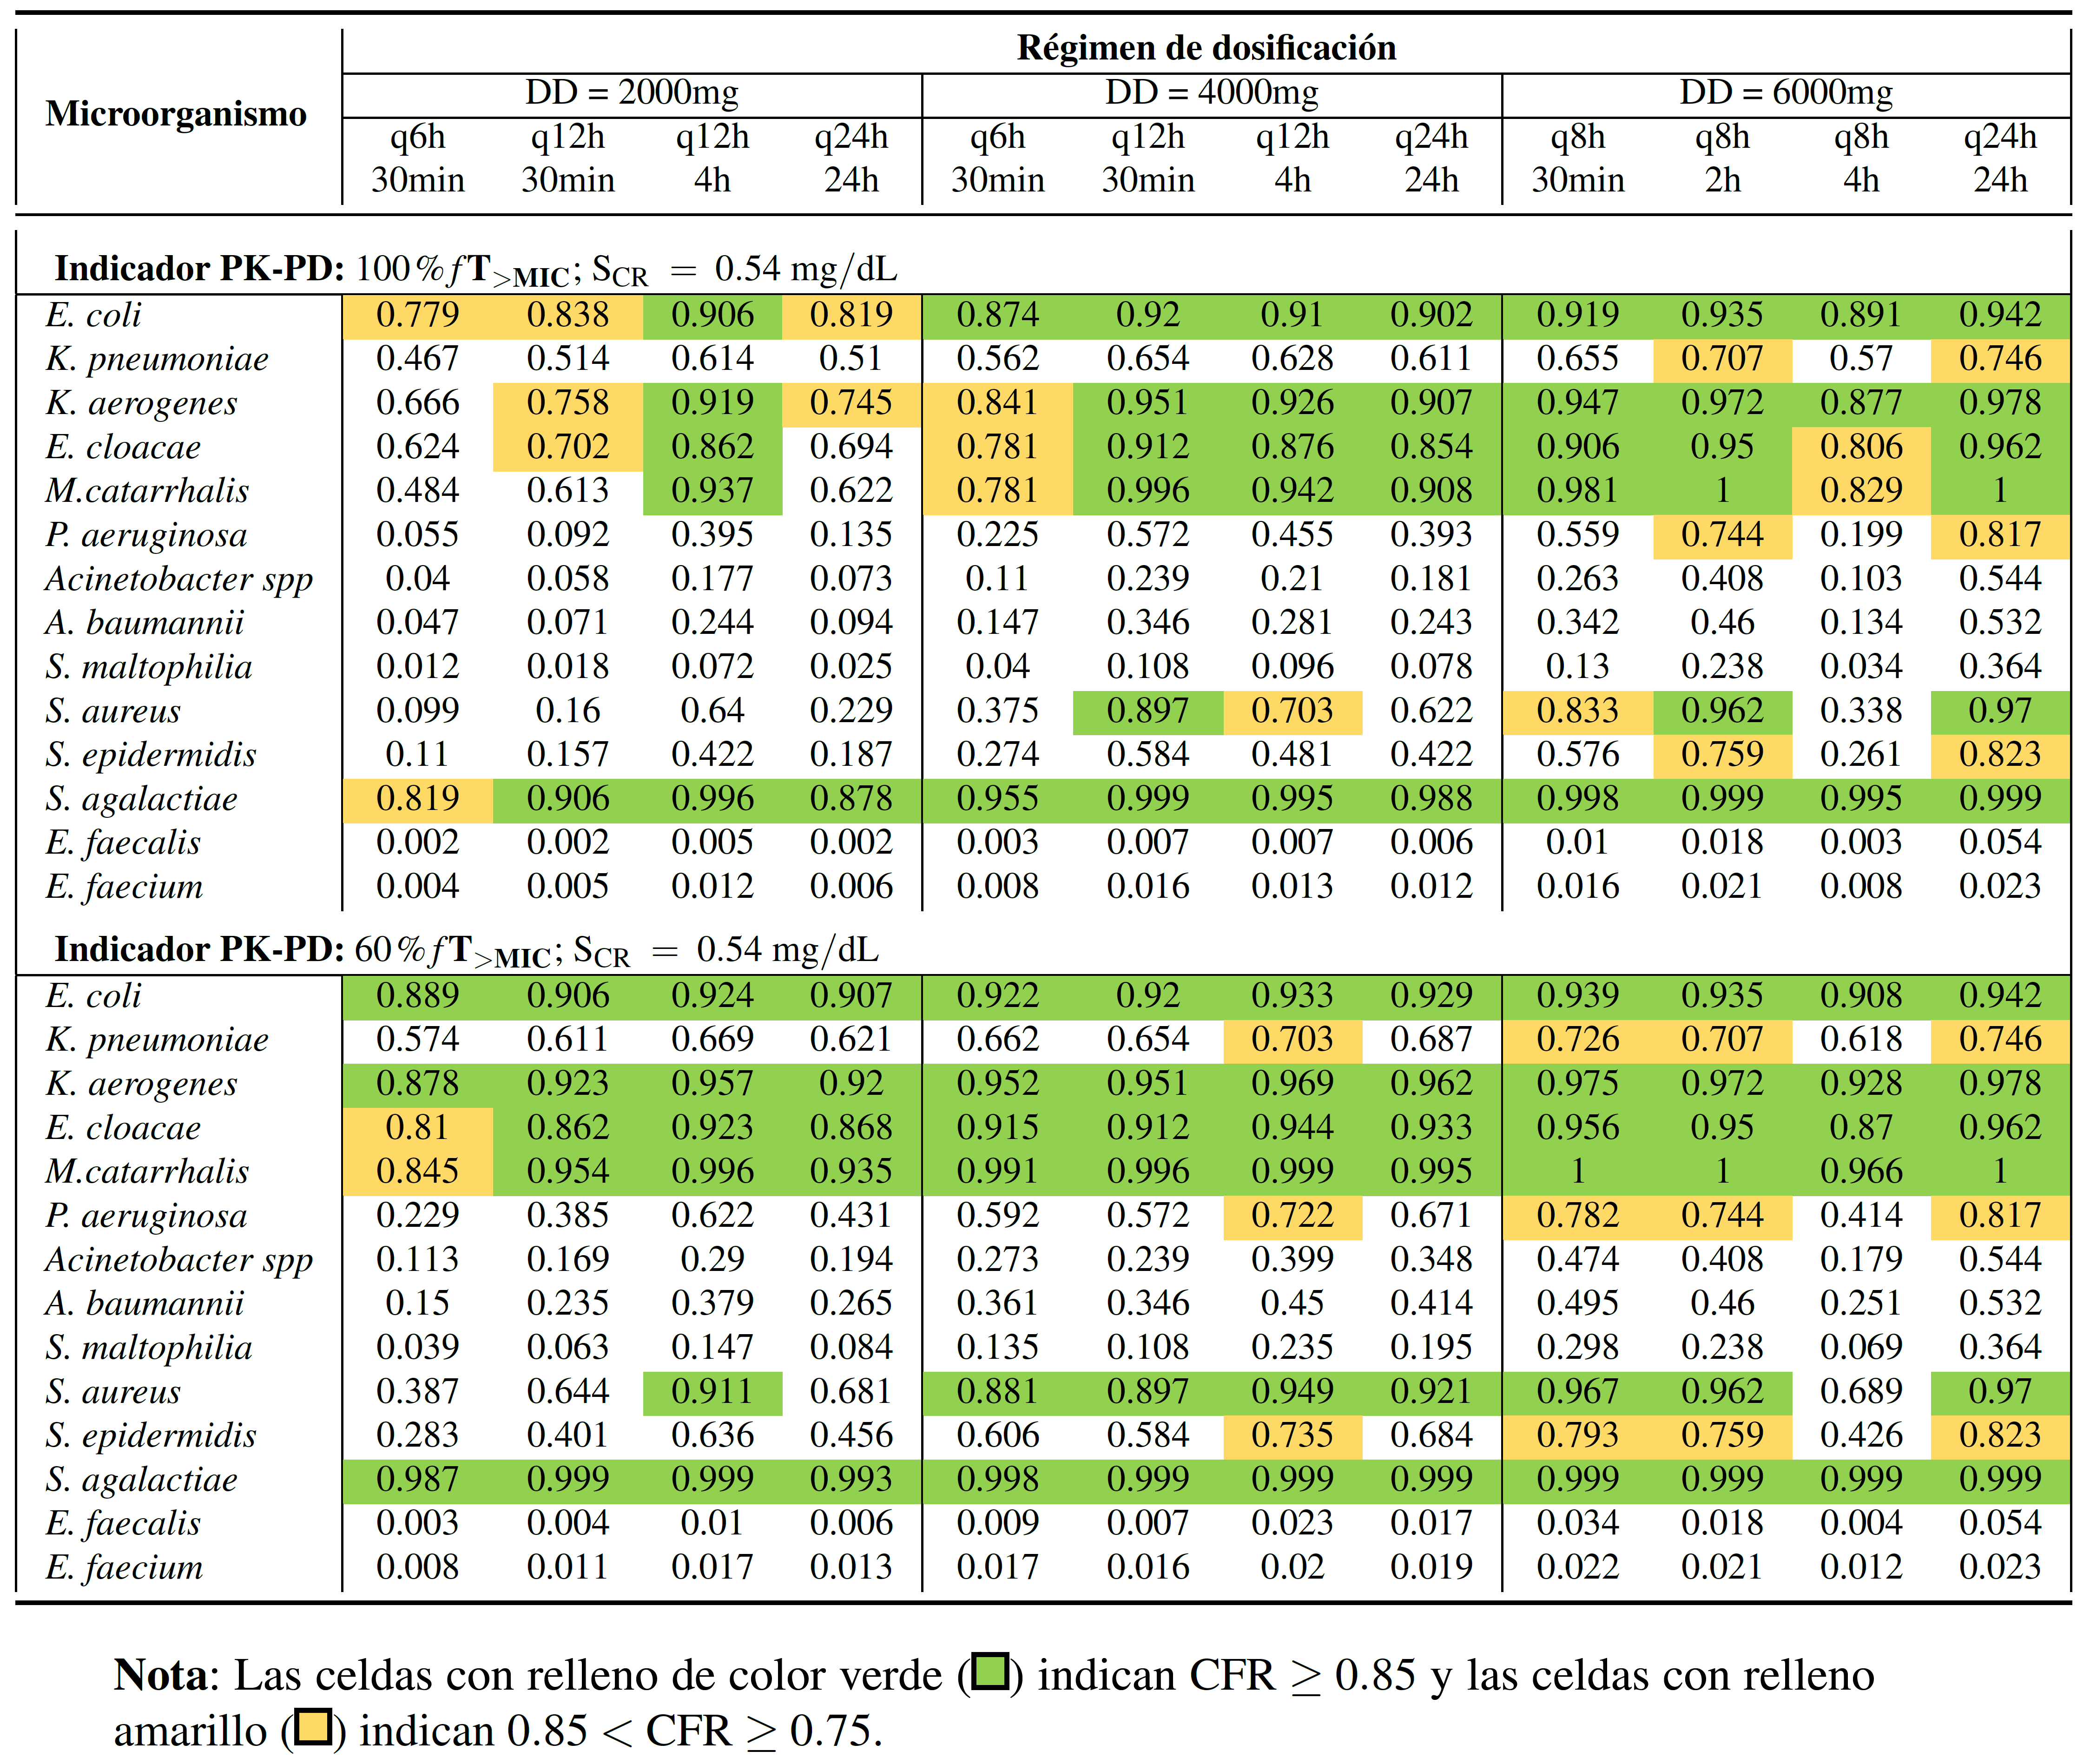 Régimen de dosificación
Microorganismo
DD = 2000mg DD = 4000mg DD = 6000mg
q6h q12h q12h q24h q6h q12h q12h q24h q8h q8h q8h q24h
30min 30min 4h 24h 30min 30min 4h 24h 30min 2h 4h 24h
Indicador PK-PD: 100%fT>MIC; SCR = 0.54 mg/dL
E. coli 0.779 0.838 0.906 0.819 0.874 0.92 0.91 0.902 0.919 0.935 0.891 0.942
K. pneumoniae 0.467 0.514 0.614 0.51 0.562 0.654 0.628 0.611 0.655 0.707 0.57 0.746
K. aerogenes 0.666 0.758 0.919 0.745 0.841 0.951 0.926 0.907 0.947 0.972 0.877 0.978
E. cloacae 0.624 0.702 0.862 0.694 0.781 0.912 0.876 0.854 0.906 0.95 0.806 0.962
M.catarrhalis 0.484 0.613 0.937 0.622 0.781 0.996 0.942 0.908 0.981 1 0.829 1
P. aeruginosa 0.055 0.092 0.395 0.135 0.225 0.572 0.455 0.393 0.559 0.744 0.199 0.817
Acinetobacter spp 0.04 0.058 0.177 0.073 0.11 0.239 0.21 0.181 0.263 0.408 0.103 0.544
A. baumannii 0.047 0.071 0.244 0.094 0.147 0.346 0.281 0.243 0.342 0.46 0.134 0.532
S. maltophilia 0.012 0.018 0.072 0.025 0.04 0.108 0.096 0.078 0.13 0.238 0.034 0.364
S. aureus 0.099 0.16 0.64 0.229 0.375 0.897 0.703 0.622 0.833 0.962 0.338 0.97
S. epidermidis 0.11 0.157 0.422 0.187 0.274 0.584 0.481 0.422 0.576 0.759 0.261 0.823
S. agalactiae 0.819 0.906 0.996 0.878 0.955 0.999 0.995 0.988 0.998 0.999 0.995 0.999
E. faecalis 0.002 0.002 0.005 0.002 0.003 0.007 0.007 0.006 0.01 0.018 0.003 0.054
E. faecium 0.004 0.005 0.012 0.006 0.008 0.016 0.013 0.012 0.016 0.021 0.008 0.023
Indicador PK-PD: 60%fT>MIC; SCR = 0.54 mg/dL
E. coli 0.889 0.906 0.924 0.907 0.922 0.92 0.933 0.929 0.939 0.935 0.908 0.942
K. pneumoniae 0.574 0.611 0.669 0.621 0.662 0.654 0.703 0.687 0.726 0.707 0.618 0.746
K. aerogenes 0.878 0.923 0.957 0.92 0.952 0.951 0.969 0.962 0.975 0.972 0.928 0.978
E. cloacae 0.81 0.862 0.923 0.868 0.915 0.912 0.944 0.933 0.956 0.95 0.87 0.962
M.catarrhalis 0.845 0.954 0.996 0.935 0.991 0.996 0.999 0.995 1 1 0.966 1
P. aeruginosa 0.229 0.385 0.622 0.431 0.592 0.572 0.722 0.671 0.782 0.744 0.414 0.817
Acinetobacter spp 0.113 0.169 0.29 0.194 0.273 0.239 0.399 0.348 0.474 0.408 0.179 0.544
A. baumannii 0.15 0.235 0.379 0.265 0.361 0.346 0.45 0.414 0.495 0.46 0.251 0.532
S. maltophilia 0.039 0.063 0.147 0.084 0.135 0.108 0.235 0.195 0.298 0.238 0.069 0.364
S. aureus 0.387 0.644 0.911 0.681 0.881 0.897 0.949 0.921 0.967 0.962 0.689 0.97
S. epidermidis 0.283 0.401 0.636 0.456 0.606 0.584 0.735 0.684 0.793 0.759 0.426 0.823
S. agalactiae 0.987 0.999 0.999 0.993 0.998 0.999 0.999 0.999 0.999 0.999 0.999 0.999
E. faecalis 0.003 0.004 0.01 0.006 0.009 0.007 0.023 0.017 0.034 0.018 0.004 0.054
E. faecium 0.008 0.011 0.017 0.013 0.017 0.016 0.02 0.019 0.022 0.021 0.012 0.023
Nota: Las celdas con relleno de color verde () indican CFR ≥ 0.85 y las celdas con relleno
amarillo () indican 0.85 < CFR ≥ 0.75.